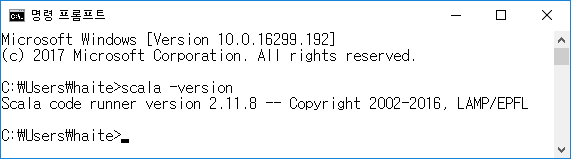 명령 프롬프트
Microsoft Windows [Version 10.0.16299.192]
(c) 2017 Microsoft Corporation. All rights reserved.
C:₩Users₩haite>scala -version
Scala code runner version 2.11.8 -- Copyright 2002-2016, LAMP/EPFL
C:₩Users₩haite>